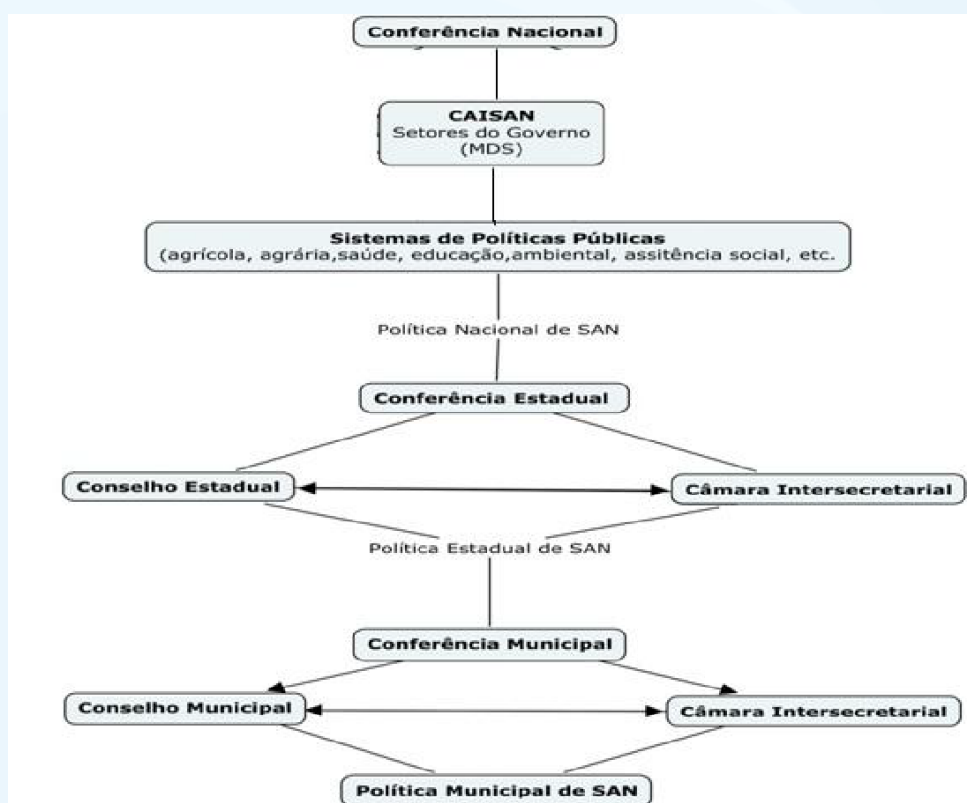 Conferência Nacional
CAISAN
Setores do Governo
(MDS)
Sistemas de Políticas Públicas
(agrícola, agrária,saúde, educação,ambiental, assitência social, etc.
Política Nacional de SAN
Conferência Estadual
Conselho Estadual
Câmara Intersecretarial
Política Estadual de SAN
Conferência Municipal
Conselho Municipal
Câmara Intersecretarial
Política Municipal de SAN